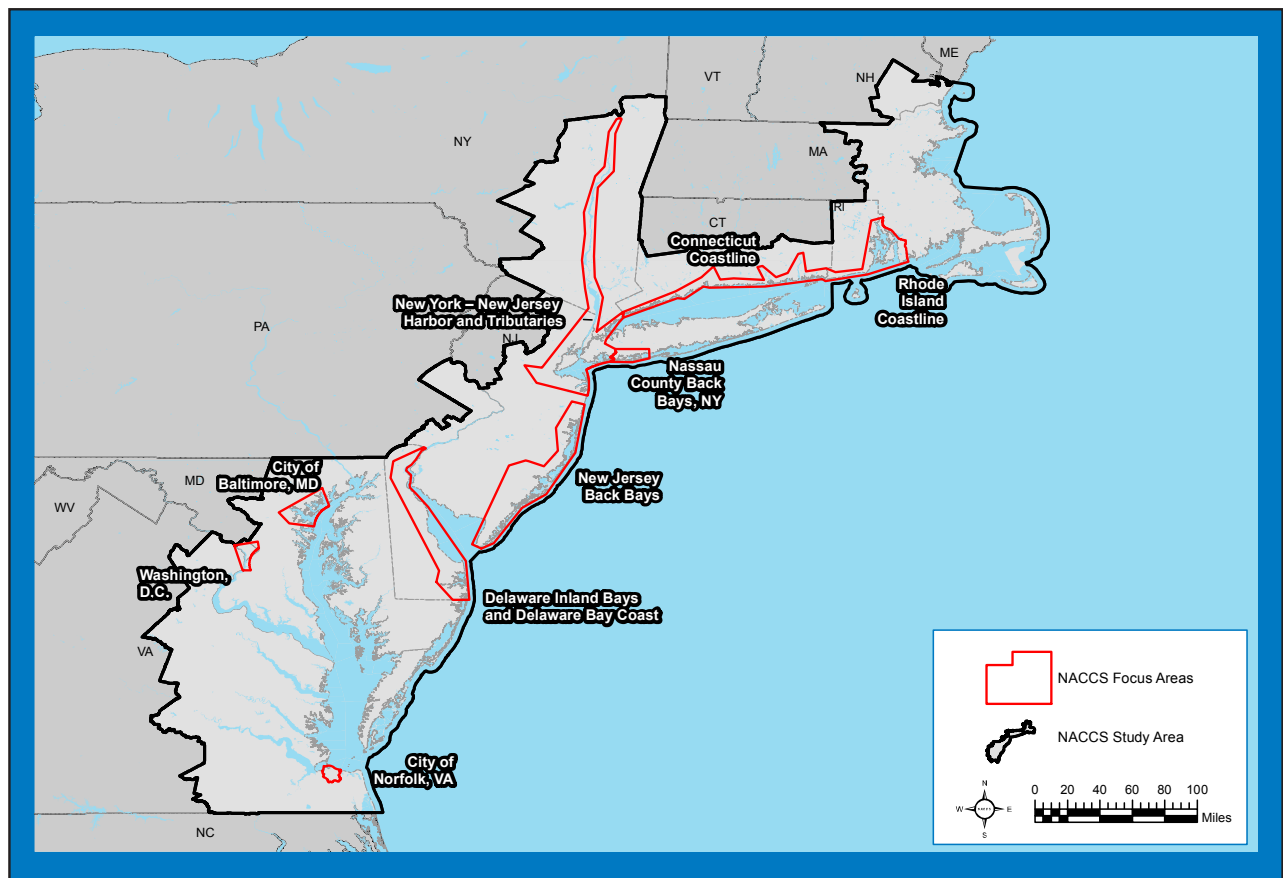 ME
VT
NH
NY
MA
RI
CT
Connecticut
Coastline
Rhode
Island
Coastline
New York – New Jersey
Harbor and Tributaries
PA
NJ
Nassau
County Back
Bays, NY
City of
Baltimore, MD
MD
New Jersey
Back Bays
WV
Washington,
D.C.
Delaware Inland Bays
and Delaware Bay Coast
VA
City of
Norfolk, VA
NC
NACCS Focus Areas
NACCS Study Area
N
W
E
S
0 20 40 60 80 100
Miles